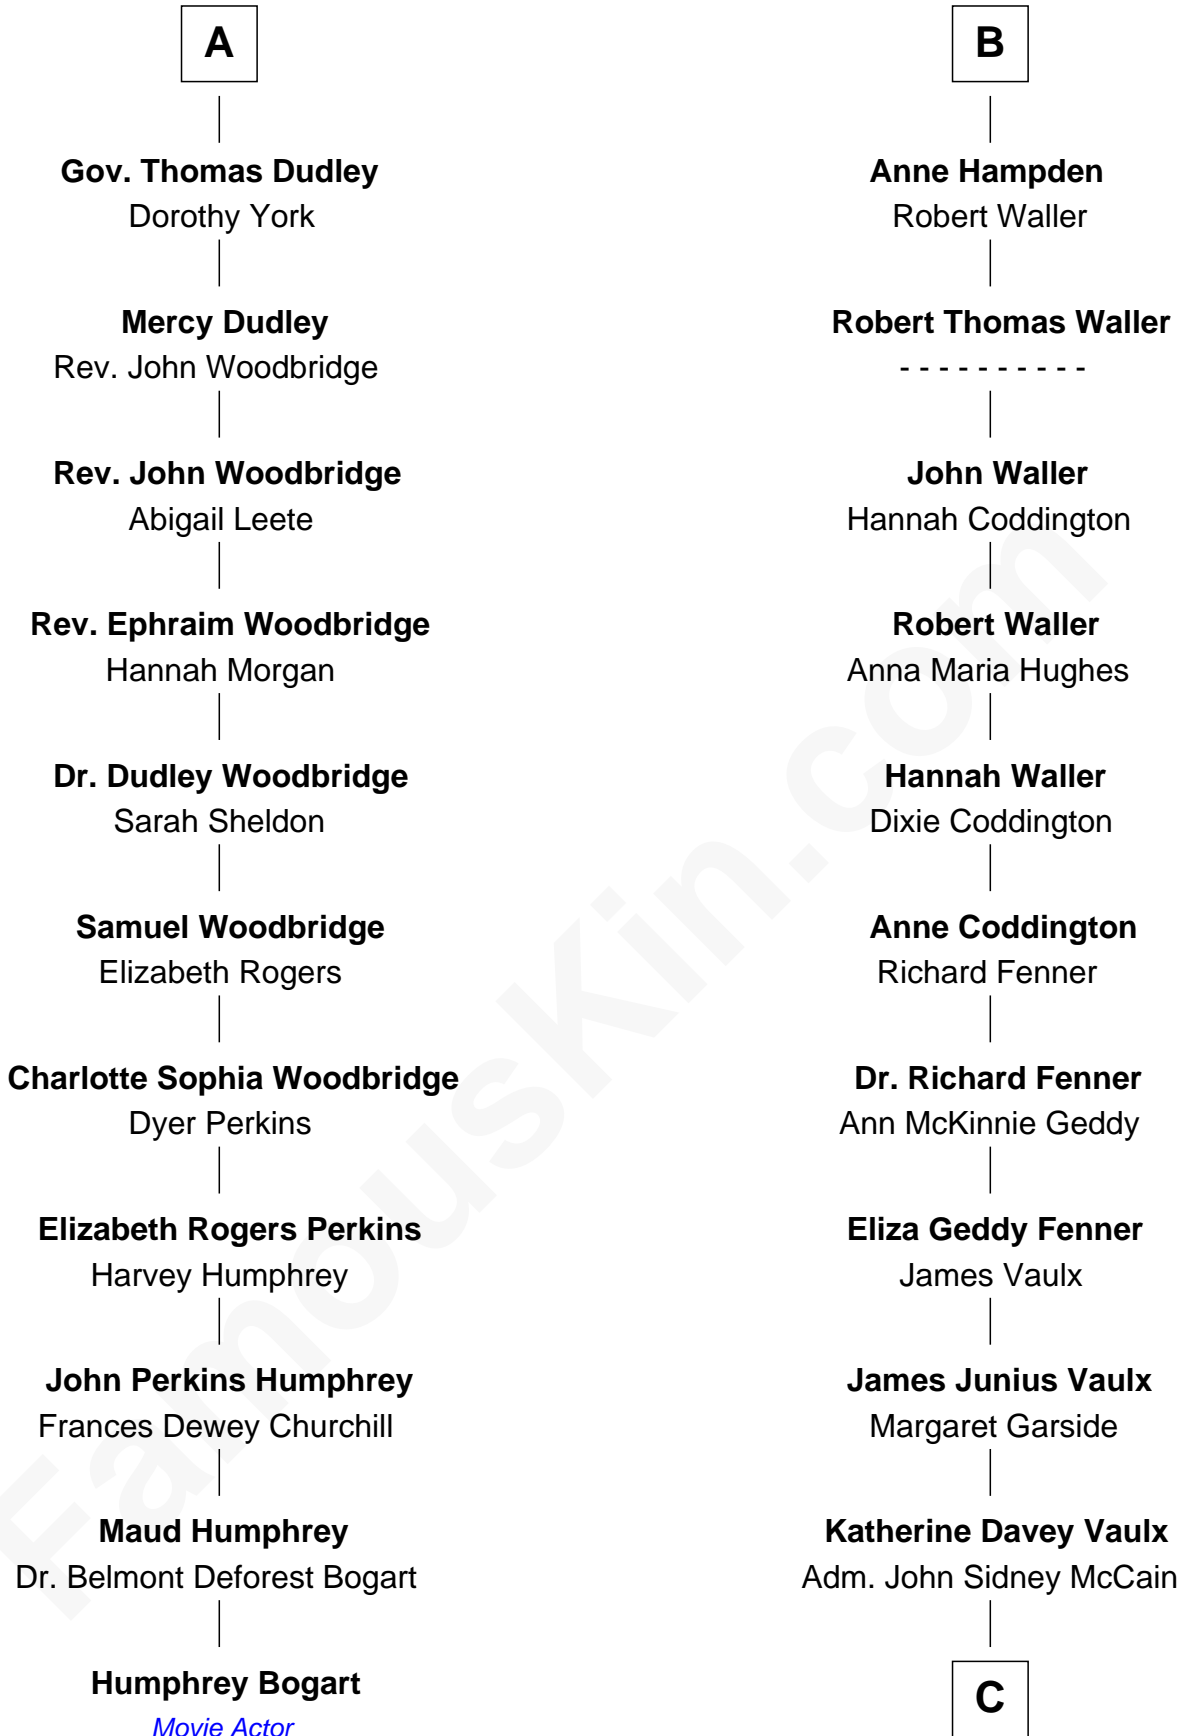 A
Gov. Thomas Dudley
Dorothy York
Mercy Dudley
Rev. John Woodbridge
Rev. John Woodbridge
Abigail Leete
Rev. Ephraim Woodbridge
Hannah Morgan
Dr. Dudley Woodbridge
Sarah Sheldon
Samuel Woodbridge
Elizabeth Rogers
Charlotte Sophia Woodbridge
Dyer Perkins
Elizabeth Rogers Perkins
Harvey Humphrey
John Perkins Humphrey
Frances Dewey Churchill
Maud Humphrey
Dr. Belmont Deforest Bogart
Humphrey Bogart
Movie Actor
B
Anne Hampden
Robert Waller
Robert Thomas Waller
- - - - - - - - - -
John Waller
Hannah Coddington
Robert Waller
Anna Maria Hughes
Hannah Waller
Dixie Coddington
Anne Coddington
Richard Fenner
Dr. Richard Fenner
Ann McKinnie Geddy
Eliza Geddy Fenner
James Vaulx
James Junius Vaulx
Margaret Garside
Katherine Davey Vaulx
Adm. John Sidney McCain
C
FamousKin.com